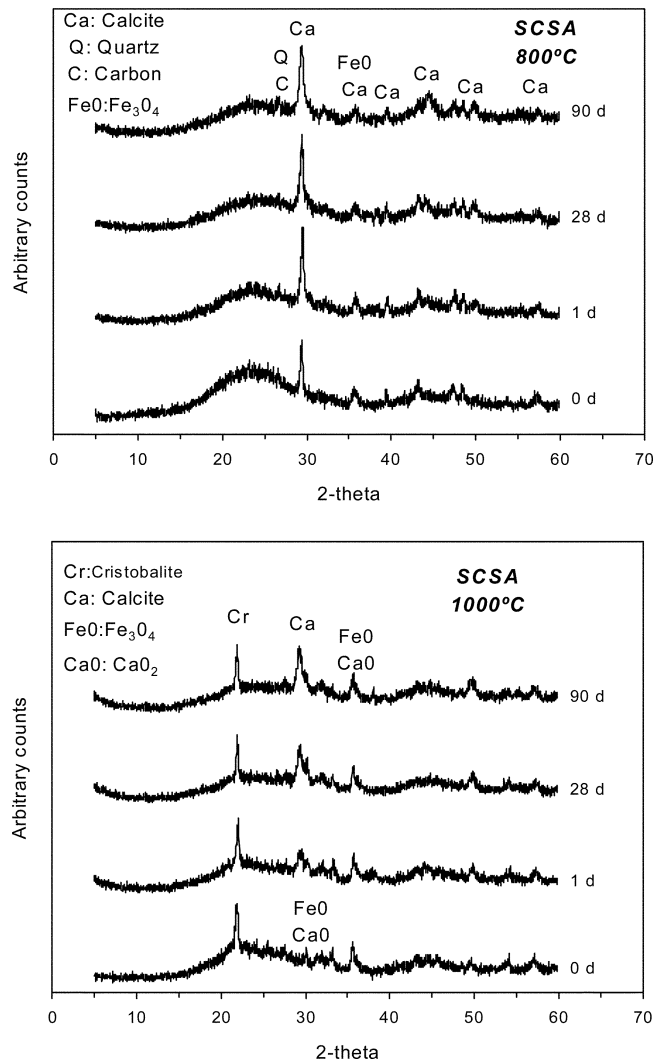 Ca: Calcite
Q: Quartz
C: Carbon
Fe0:Fe₃0₄
Ca
SCSA
800ºC
Q
C
Fe0
Ca
Ca
Ca
Ca
Ca
90 d
28 d
1 d
0 d
Arbitrary counts
0 10 20 30 40 50 60 70
2-theta
Cr:Cristobalite
Ca: Calcite
Fe0:Fe₃0₄
Ca0: Ca0₂
SCSA
1000ºC
Cr
Ca
Fe0
Ca0
90 d
28 d
1 d
Fe0
Ca0
0 d
Arbitrary counts
0 10 20 30 40 50 60 70
2-theta